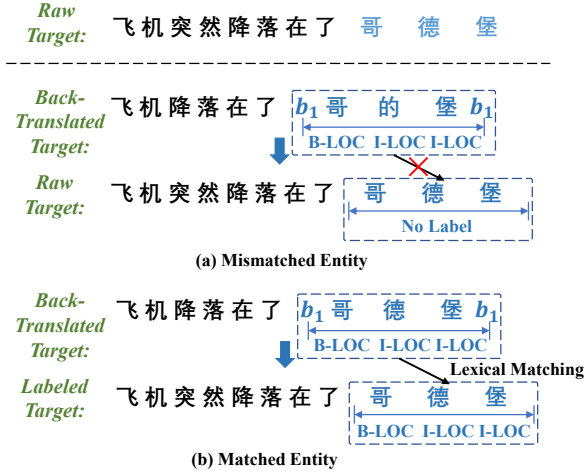 Raw Target: 飞机突然降落在了 哥 德 堡
Back-Translated Target: 飞机降落在了 b₁ 哥 的 堡 b₁
B-LOC I-LOC I-LOC
Raw Target: 飞机突然降落在了 哥 德 堡
No Label
(a) Mismatched Entity
Back-Translated Target: 飞机降落在了 b₁ 哥 德 堡 b₁
B-LOC I-LOC I-LOC
Lexical Matching
Labeled Target: 飞机突然降落在了 哥 德 堡
B-LOC I-LOC I-LOC
(b) Matched Entity